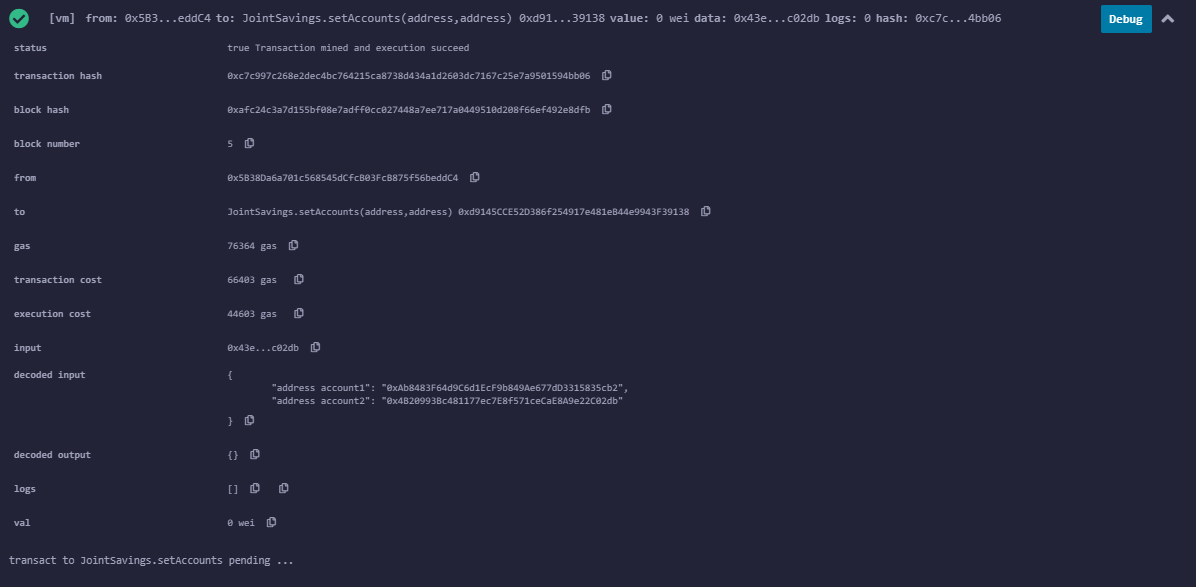 [vm] from: 0x5B3...eddC4 to: JointSavings.setAccounts(address,address) 0xd91...39138 value: 0 wei data: 0x43e...c02db logs: 0 hash: 0xc7c...4bb06 Debug
status true Transaction mined and execution succeed
transaction hash 0xc7c997c268e2dec4bc764215ca8738d434a1d2603dc7167c25e7a9501594bb06
block hash 0xafc24c3a7d155bf08e7adff0cc027448a7ee717a0449510d208f66ef492e8dfb
block number 5
from 0x5B38Da6a701c568545dCfcB03FcB875f56beddC4
to JointSavings.setAccounts(address,address) 0xd9145CCE52D386f254917e481eB44e9943F39138
gas 76364 gas
transaction cost 66403 gas
execution cost 44603 gas
input 0x43e...c02db
decoded input {
"address account1": "0xAb8483F64d9C6d1EcF9b849Ae677dD3315835cb2",
"address account2": "0x4B20993Bc481177ec7E8f571ceCaE8A9e22C02db"
}
decoded output {}
logs []
val 0 wei
transact to JointSavings.setAccounts pending ...